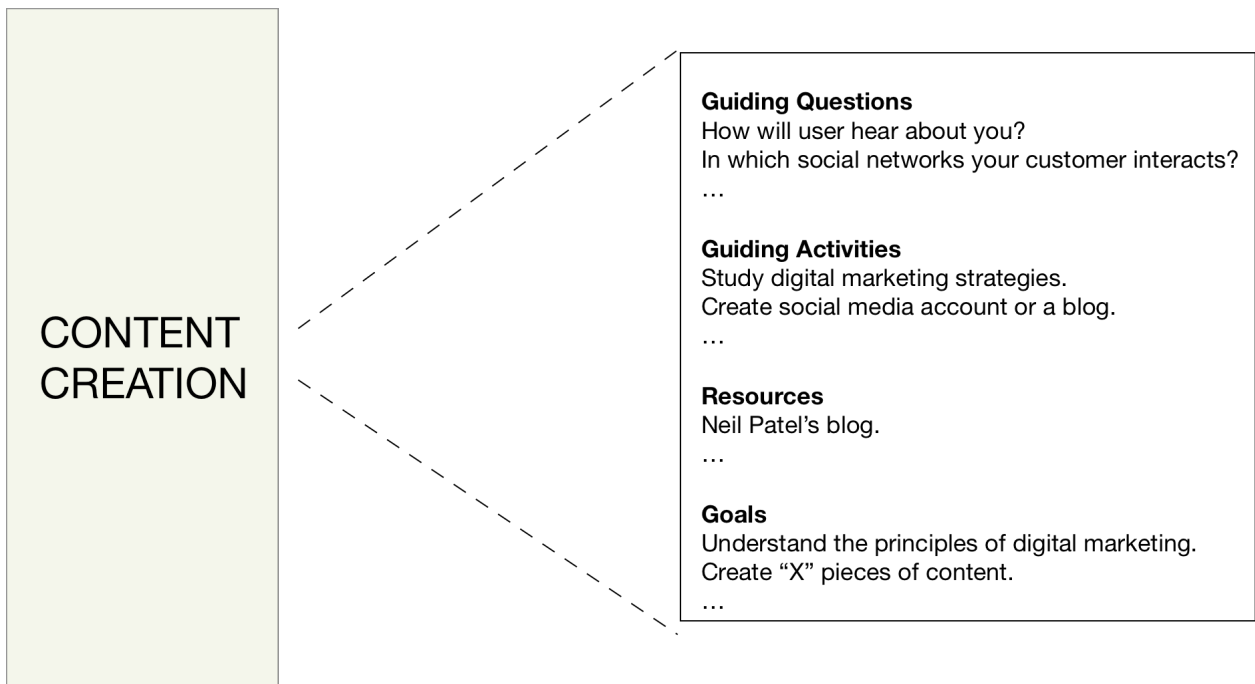 CONTENT
CREATION
Guiding Questions
How will user hear about you?
In which social networks your customer interacts?
…
Guiding Activities
Study digital marketing strategies.
Create social media account or a blog.
…
Resources
Neil Patel’s blog.
…
Goals
Understand the principles of digital marketing.
Create “X” pieces of content.
…